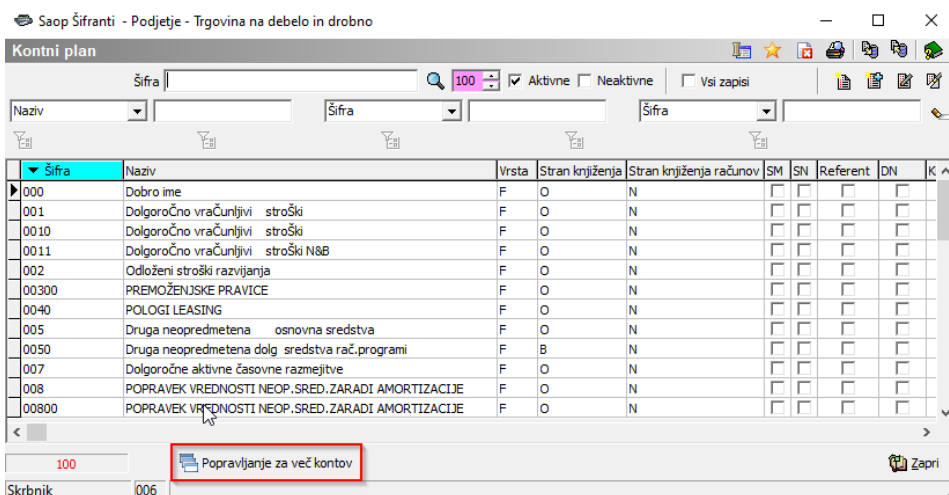 Saop Šifranti - Podjetje - Trgovina na debelo in drobno
Kontni plan
Šifra 100 Aktivne Neaktivne Vsi zapisi
Naziv Šifra Šifra
Šifra Naziv Vrsta Stran knjiženja Stran knjiženja računov SM SN Referent DN K
000 Dobro ime F O N
001 DolgoroČno vraČunljivi stroŠki F O N
0010 DolgoroČno vraČunljivi stroŠki F O N
0011 DolgoroČno vraČunljivi stroŠki N&B F O N
002 Odloženi stroški razvijanja F O N
00300 PREMOŽENJSKE PRAVICE F O N
0040 POLOGI LEASING F O N
005 Druga neopredmetena osnovna sredstva F O N
0050 Druga neopredmetena dolg sredstva rač.programi F B N
007 Dolgoročne aktivne časovne razmejitve F O N
008 POPRAVEK VREDNOSTI NEOP.SRED.ZARADI AMORTIZACIJE F O N
00800 POPRAVEK VREDNOSTI NEOP.SRED.ZARADI AMORTIZACIJE F O N
100 Popravljanje za več kontov Zapri
Skrbnik 006